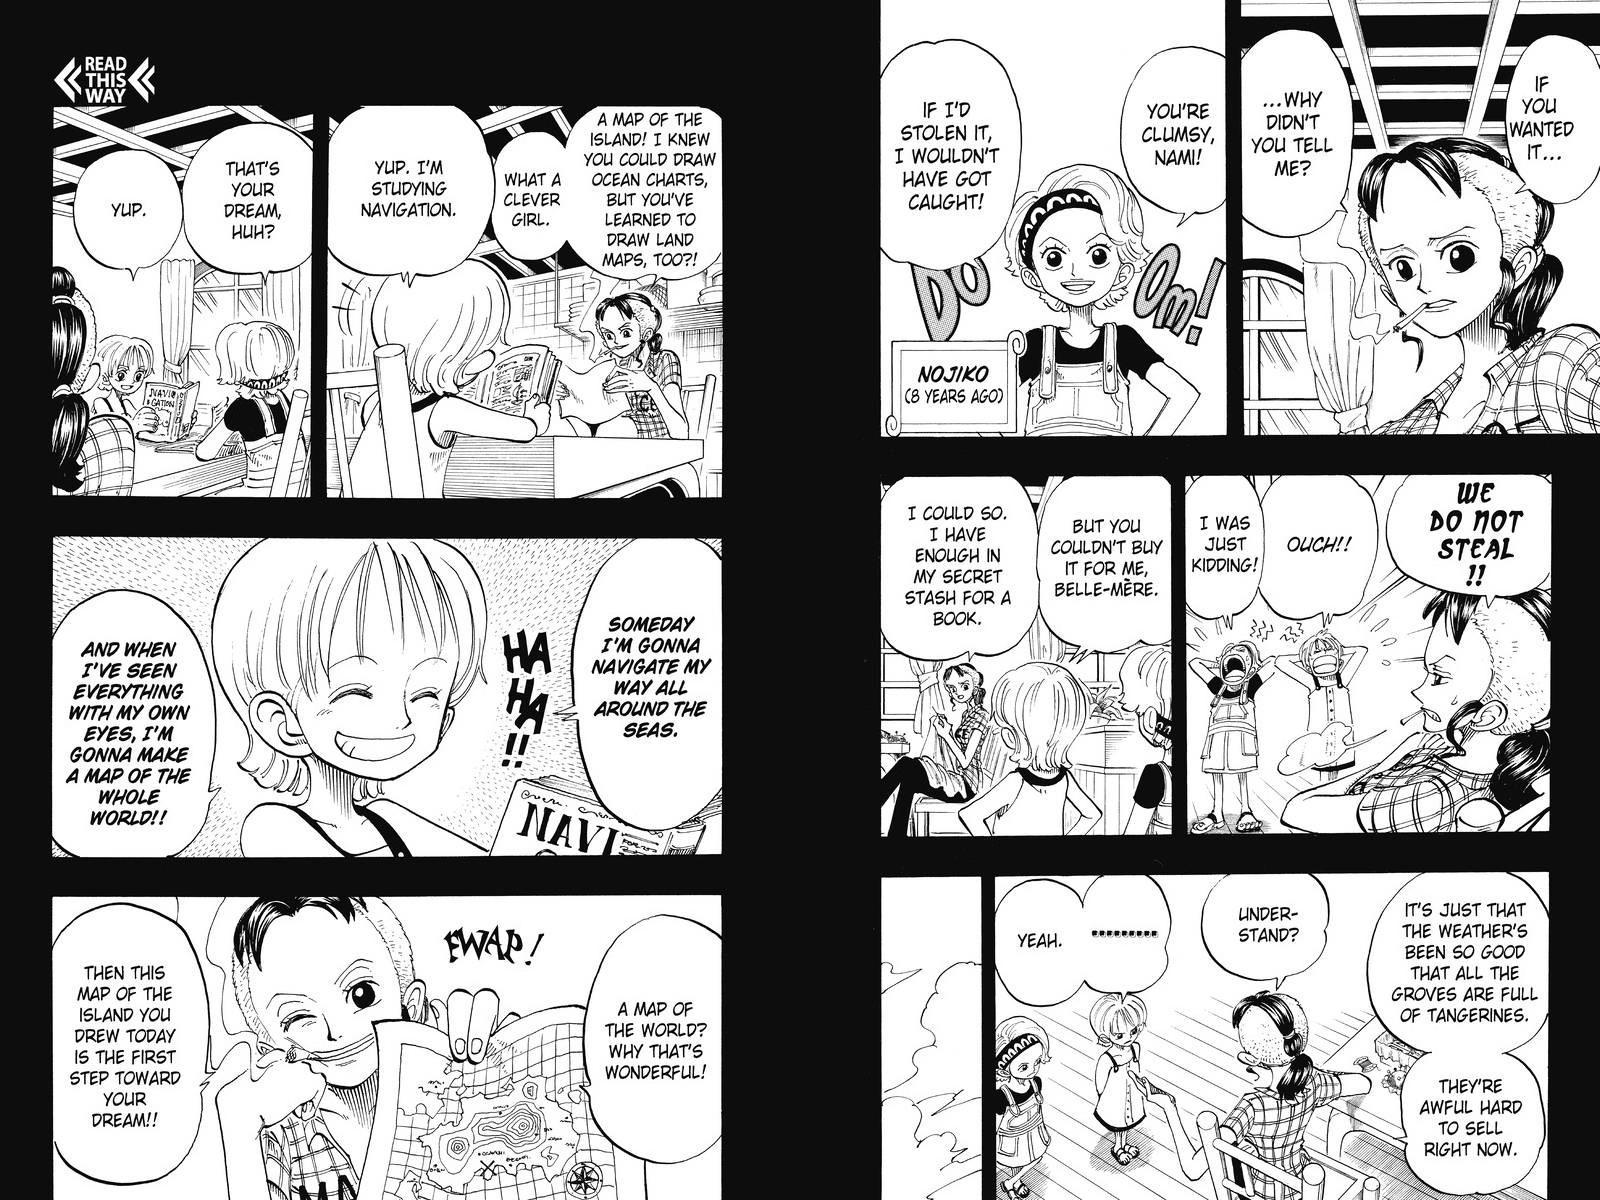 IF
YOU
WANTED
IT...
...WHY
DIDN'T
YOU TELL
ME?
YOU'RE
CLUMSY,
NAMI!
IF I'D
STOLEN IT,
I WOULDN'T
HAVE GOT
CAUGHT!
DOOM!
NOJIKO
(8 YEARS AGO)
WE
DO NOT
STEAL
!!
OUCH!!
I WAS
JUST
KIDDING!
BUT YOU
COULDN'T BUY
IT FOR ME,
BELLE-MÈRE.
I COULD SO.
I HAVE
ENOUGH IN
MY SECRET
STASH FOR A
BOOK.
IT'S JUST THAT
THE WEATHER'S
BEEN SO GOOD
THAT ALL THE
GROVES ARE FULL
OF TANGERINES.
THEY'RE
AWFUL HARD
TO SELL
RIGHT NOW.
UNDER-
STAND?
.........
YEAH.
READ
THIS
WAY
A MAP OF THE
ISLAND! I KNEW
YOU COULD DRAW
OCEAN CHARTS,
BUT YOU'VE
LEARNED TO
DRAW LAND
MAPS, TOO?!
WHAT A
CLEVER
GIRL.
YUP. I'M
STUDYING
NAVIGATION.
THAT'S
YOUR
DREAM,
HUH?
YUP.
NAVI
GATION
SOMEDAY
I'M GONNA
NAVIGATE MY
WAY ALL
AROUND THE
SEAS.
HA
HA
!!
NAVI
AND WHEN
I'VE SEEN
EVERYTHING
WITH MY OWN
EYES, I'M
GONNA MAKE
A MAP OF THE
WHOLE
WORLD!!
A MAP OF
THE WORLD?
WHY THAT'S
WONDERFUL!
FWAP!
THEN THIS
MAP OF THE
ISLAND YOU
DREW TODAY
IS THE FIRST
STEP TOWARD
YOUR
DREAM!!